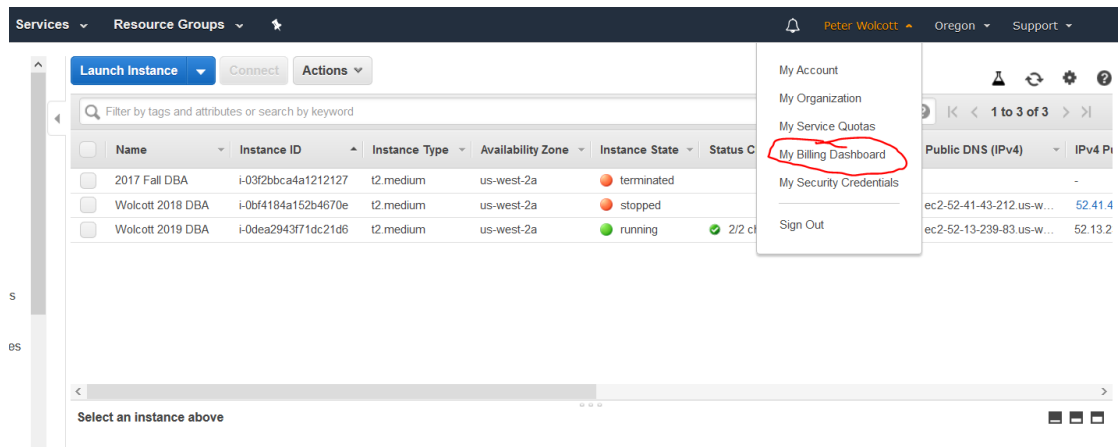 Services Resource Groups Peter Wolcott Oregon Support
Launch Instance Connect Actions
My Account
My Organization
My Service Quotas
My Billing Dashboard
My Security Credentials
Sign Out
Filter by tags and attributes or search by keyword 1 to 3 of 3
Name Instance ID Instance Type Availability Zone Instance State Status C Public DNS (IPv4) IPv4 Pu
2017 Fall DBA i-03f2bbca4a1212127 t2.medium us-west-2a terminated -
Wolcott 2018 DBA i-0bf4184a152b4670e t2.medium us-west-2a stopped ec2-52-41-43-212.us-w... 52.41.4
Wolcott 2019 DBA i-0dea2943f71dc21d6 t2.medium us-west-2a running 2/2 ch ec2-52-13-239-83.us-w... 52.13.2
s
es
Select an instance above